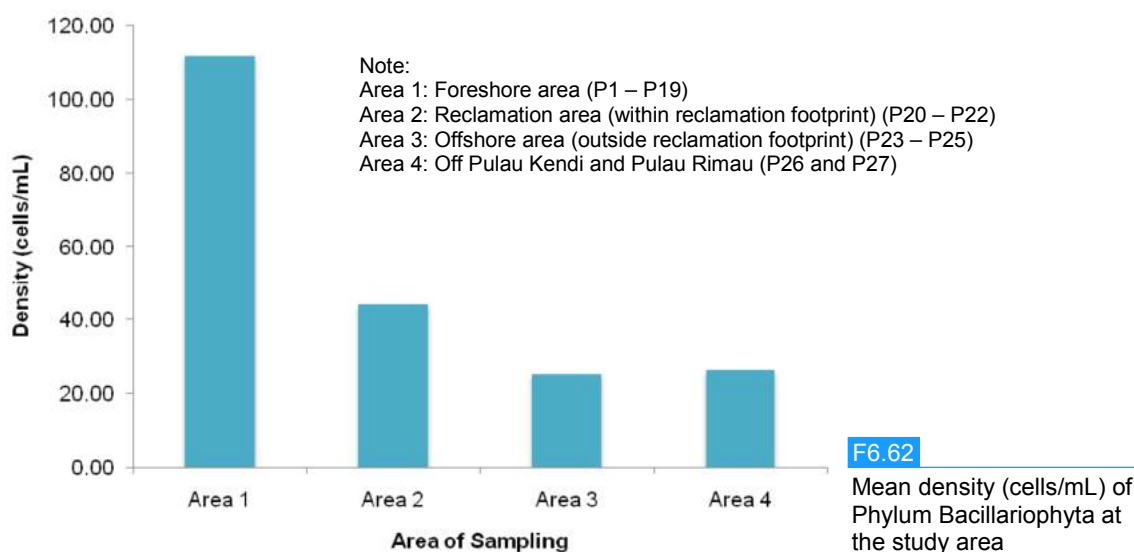 120.00
100.00
80.00
60.00
40.00
20.00
0.00
Density (cells/mL)
Note:
Area 1: Foreshore area (P1 – P19)
Area 2: Reclamation area (within reclamation footprint) (P20 – P22)
Area 3: Offshore area (outside reclamation footprint) (P23 – P25)
Area 4: Off Pulau Kendi and Pulau Rimau (P26 and P27)
Area 1
Area 2
Area 3
Area 4
Area of Sampling
F6.62
Mean density (cells/mL) of
Phylum Bacillariophyta at
the study area